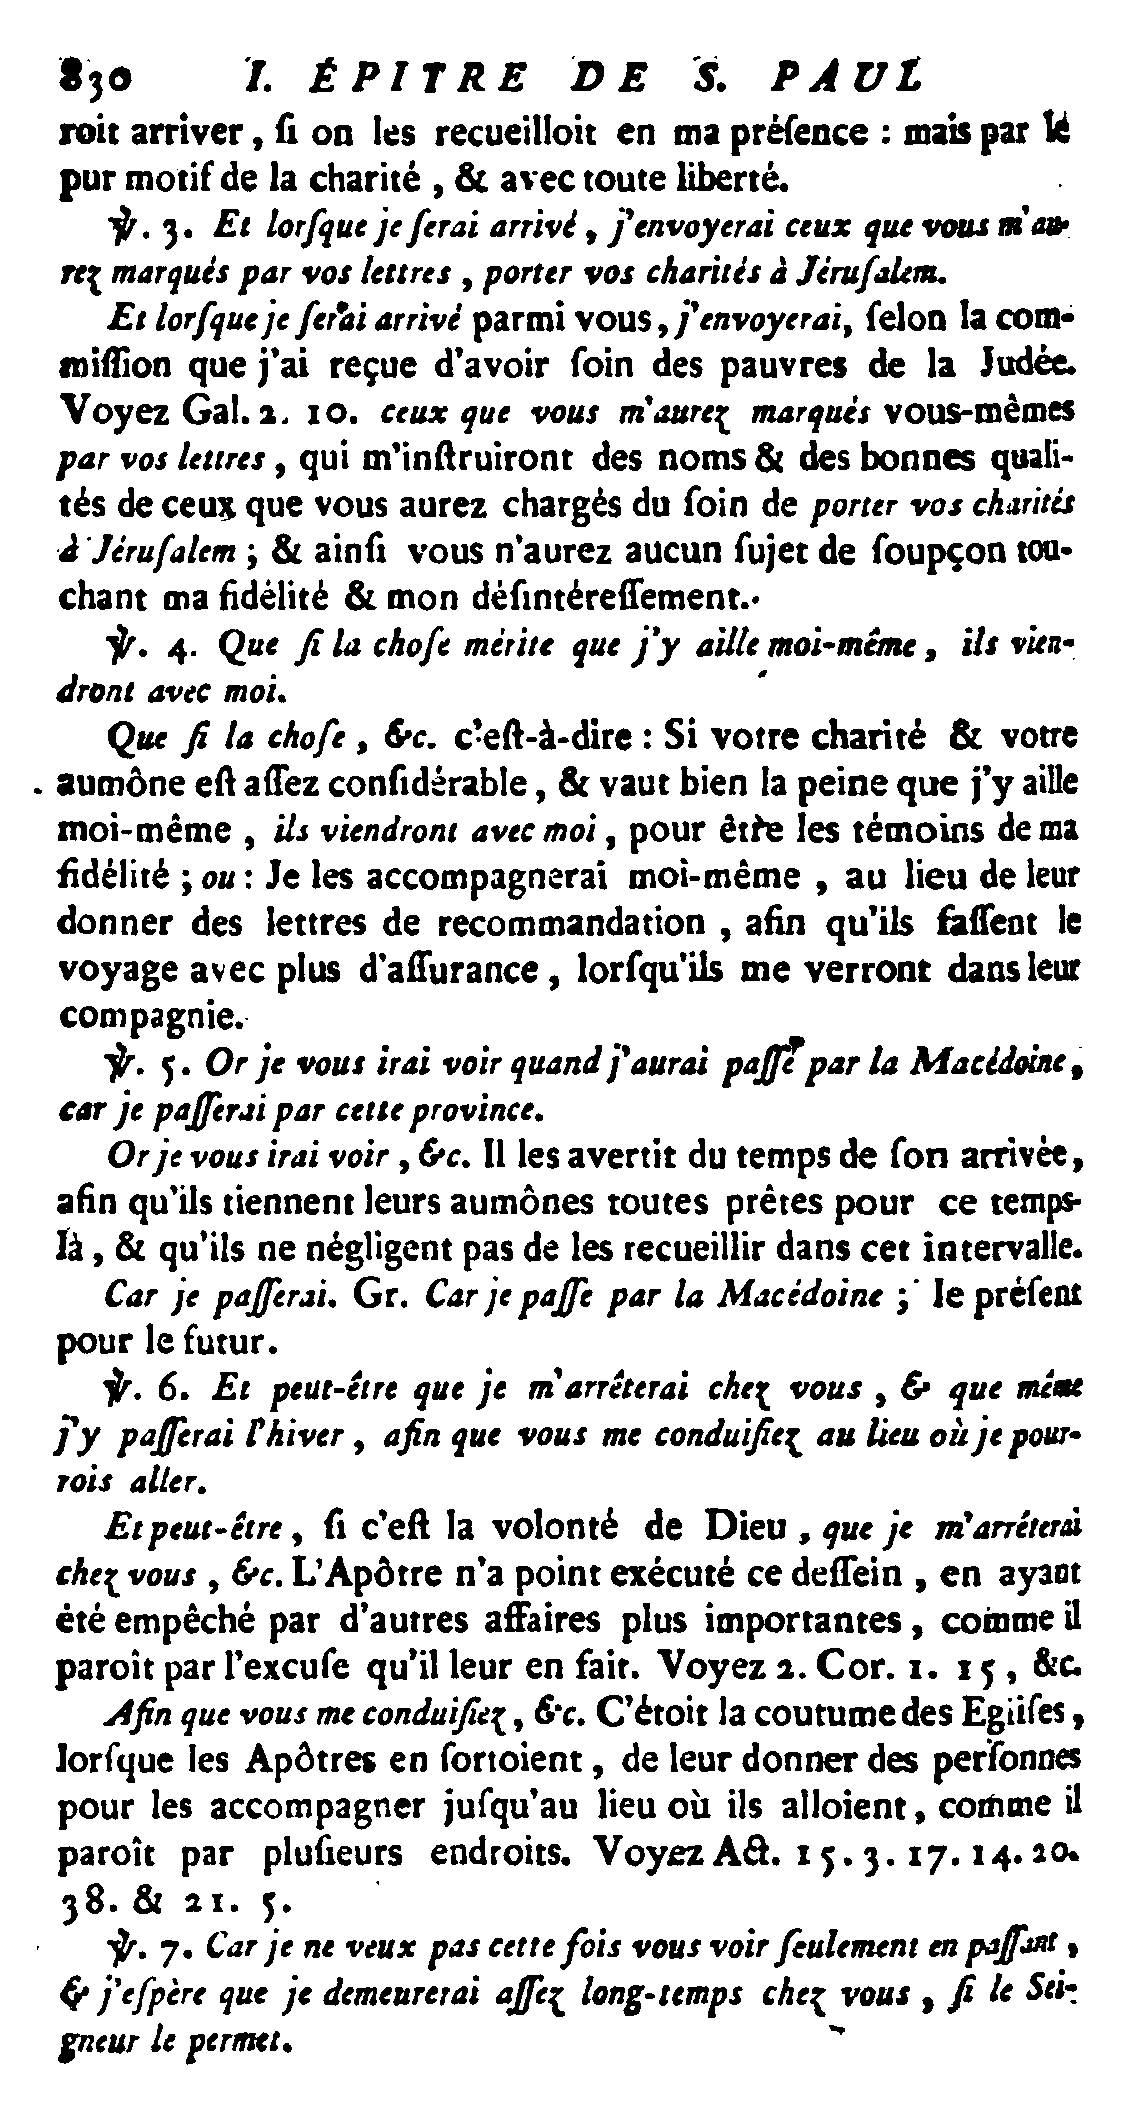 830 I. ÉPITRE DE S. PAUL
roit arriver, ſi on les recueilloit en ma préſence : mais par le
pur motif de la charité, & avec toute liberté.
℣. 3. Et lorſque je ſerai arrivé, j'envoyerai ceux que vous m'au-
rez marqués par vos lettres, porter vos charités à Jéruſalem.
Et lorſque je ſerai arrivé parmi vous, j'envoyerai, ſelon la com-
miſſion que j'ai reçue d'avoir ſoin des pauvres de la Judée.
Voyez Gal. 2. 10. ceux que vous m'aurez marqués vous-mêmes
par vos lettres, qui m'inſtruiront des noms & des bonnes quali-
tés de ceux que vous aurez chargés du ſoin de porter vos charités
à Jéruſalem ; & ainſi vous n'aurez aucun ſujet de ſoupçon tou-
chant ma fidélité & mon déſintéreſſement.
℣. 4. Que ſi la choſe mérite que j'y aille moi-même, ils vien-
dront avec moi.
Que ſi la choſe, &c. c'eſt-à-dire : Si votre charité & votre
aumône eſt aſſez conſidérable, & vaut bien la peine que j'y aille
moi-même, ils viendront avec moi, pour être les témoins de ma
fidélité ; ou : Je les accompagnerai moi-même, au lieu de leur
donner des lettres de recommandation, afin qu'ils faſſent le
voyage avec plus d'aſſurance, lorſqu'ils me verront dans leur
compagnie.
℣. 5. Or je vous irai voir quand j'aurai paſſé par la Macédoine,
car je paſſerai par cette province.
Or je vous irai voir, &c. Il les avertit du temps de ſon arrivée,
afin qu'ils tiennent leurs aumônes toutes prêtes pour ce temps-
là, & qu'ils ne négligent pas de les recueillir dans cet intervalle.
Car je paſſerai. Gr. Car je paſſe par la Macédoine ; le préſent
pour le futur.
℣. 6. Et peut-être que je m'arrêterai chez vous, & que même
j'y paſſerai l'hiver, afin que vous me conduiſiez au lieu où je pour-
rois aller.
Et peut-être, ſi c'eſt la volonté de Dieu, que je m'arrêterai
chez vous, &c. L'Apôtre n'a point exécuté ce deſſein, en ayant
été empêché par d'autres affaires plus importantes, comme il
paroît par l'excuſe qu'il leur en fait. Voyez 2. Cor. 1. 15, &c.
Afin que vous me conduiſiez, &c. C'étoit la coutume des Egliſes,
lorſque les Apôtres en ſortoient, de leur donner des perſonnes
pour les accompagner juſqu'au lieu où ils alloient, comme il
paroît par pluſieurs endroits. Voyez Act. 15. 3. 17. 14. 20.
38. & 21. 5.
℣. 7. Car je ne veux pas cette fois vous voir ſeulement en paſſant,
& j'eſpère que je demeurerai aſſez long-temps chez vous, ſi le Sei-
gneur le permet.